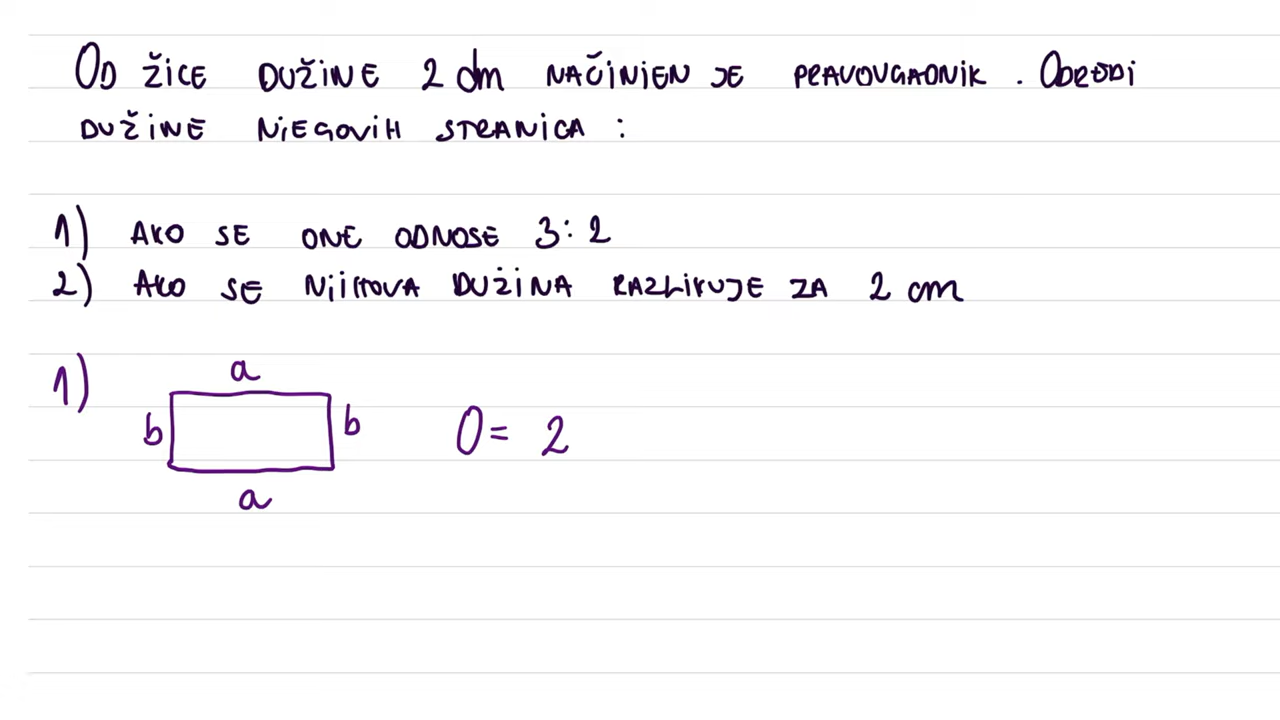 OD ŽICE DUŽINE 2 dm NAČINJEN JE PRAVOUGAONIK. ODREDI
DUŽINE NJEGOVIH STRANICA:
1) AKO SE ONE ODNOSE 3:2
2) AKO SE NJIHOVA DUŽINA RAZLIKUJE ZA 2 cm
1)
a
b
b
O= 2
a